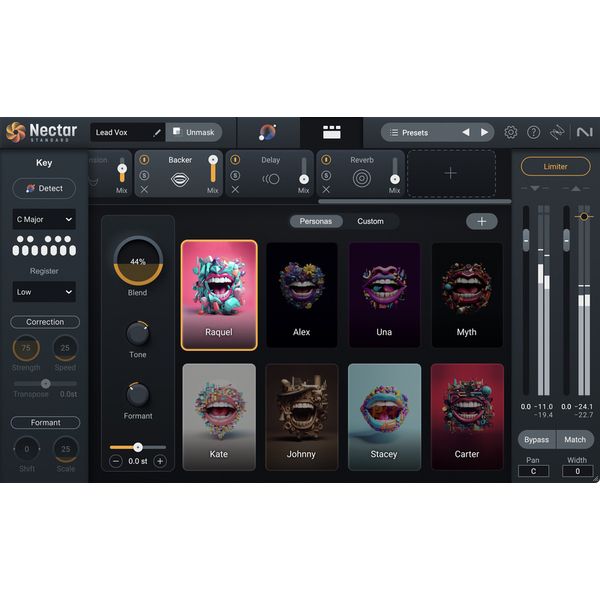 Nectar
STANDARD
Lead Vox
Unmask
Presets
?
Key
Detect
C Major
Register
Low
Correction
75
25
Strength
Speed
Transpose
0.0st
Formant
0
25
Shift
Scale
nsion
Mix
Backer
S
Mix
Delay
S
Mix
Reverb
S
Mix
+
Limiter
Personas
Custom
+
44%
Blend
Tone
Formant
0.0 st
Raquel
Alex
Una
Myth
Kate
Johnny
Stacey
Carter
0.0 -11.0 0.0 -24.1
-19.4 -22.7
Bypass
Match
Pan
Width
C
0